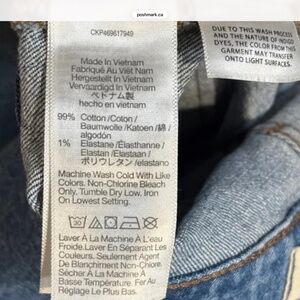 poshmark.ca
CKP469617949
Made In Vietnam
Fabriqué Au Viêt Nam
Hergestellt In Vietnam
Vervaardigd In Vietnam
ベトナム製
hecho en vietnam
99% Cotton /Coton /
Baumwolle /Katoen /綿 /
algodón
1% Elastane /Élasthanne /
Elastan /Elastaan /
ポリウレタン /elastano
Machine Wash Cold With Like
Colors. Non-Chlorine Bleach
Only. Tumble Dry Low. Iron
On Lowest Setting.
Laver À La Machine À L'eau
Froide. Laver En Séparant Les
Couleurs. Seulement Agent
De Blanchiment Non-Chloré.
Sécher À La Machine À
Basse Température. Fer Au
Réglage Le Plus Bas.
DUE TO THIS WASH PROCESS
AND THE NATURE OF INDIGO
DYES, THE COLOR FROM THIS
GARMENT MAY TRANSFER
ONTO LIGHT SURFACES.